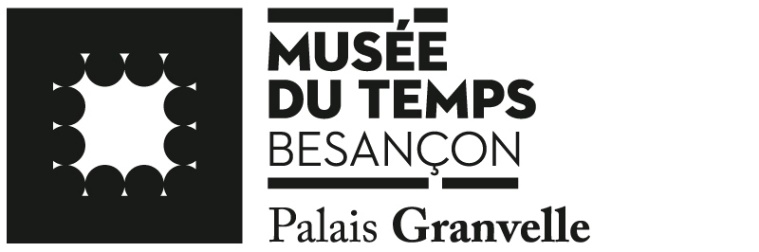 MUSÉE
DU TEMPS
BESANÇON
Palais Granvelle